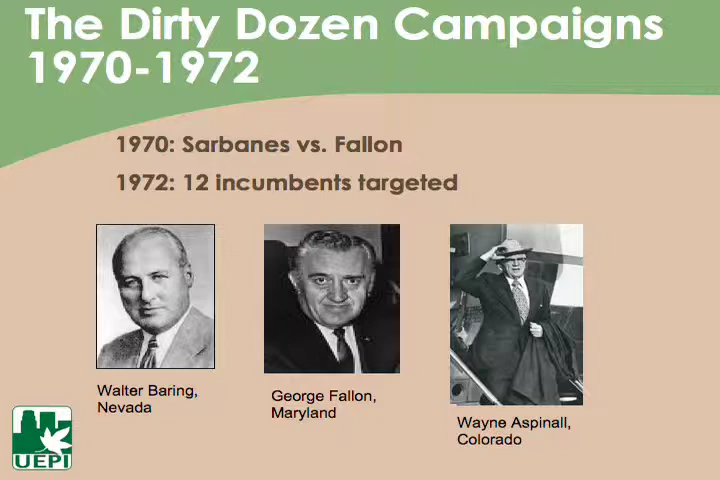 The Dirty Dozen Campaigns
1970-1972
1970: Sarbanes vs. Fallon
1972: 12 incumbents targeted
Walter Baring,
Nevada
George Fallon,
Maryland
Wayne Aspinall,
Colorado
UEPI